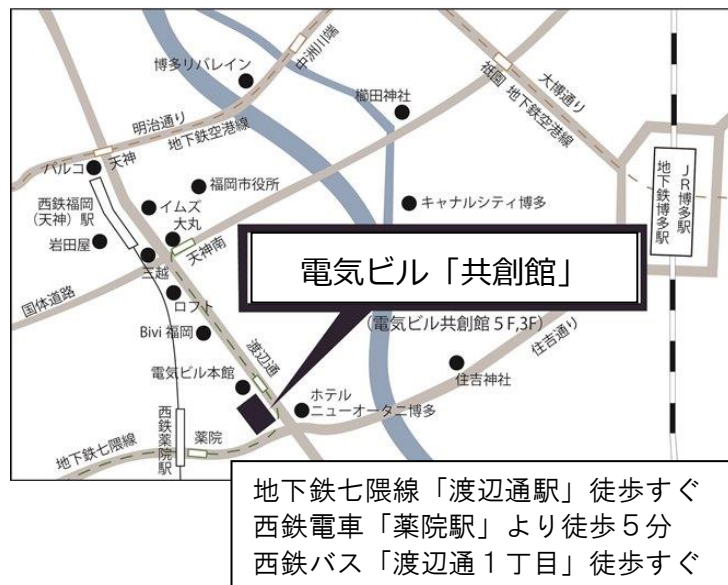 中洲川端
博多リバレイン
櫛田神社
祇園
大博通り
地下鉄空港線
明治通り
地下鉄空港線
パルコ
天神
福岡市役所
西鉄福岡
（天神）駅
イムズ
大丸
岩田屋
三越
天神南
キャナルシティ博多
地下鉄博多駅
JR博多駅
電気ビル「共創館」
（電気ビル共創館５F,3F）
国体道路
ロフト
Bivi 福岡
渡辺通
住吉通り
住吉神社
電気ビル本館
ホテル
ニューオータニ博多
西鉄薬院駅
薬院
地下鉄七隈線
地下鉄七隈線「渡辺通駅」徒歩すぐ
西鉄電車「薬院駅」より徒歩５分
西鉄バス「渡辺通１丁目」徒歩すぐ